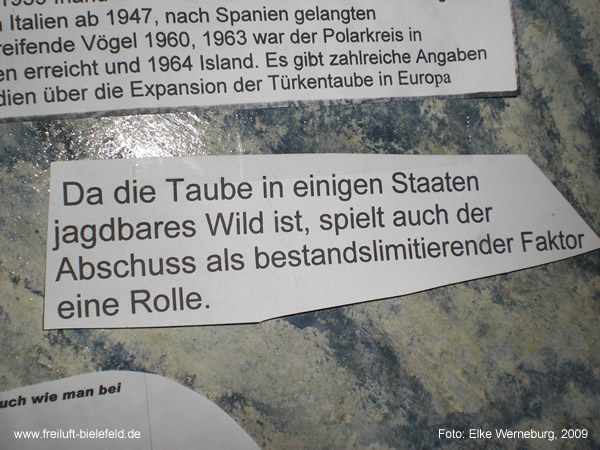 Italien ab 1947, nach Spanien gelangten
reifende Vögel 1960, 1963 war der Polarkreis in
en erreicht und 1964 Island. Es gibt zahlreiche Angaben
dien über die Expansion der Türkentaube in Europa
Da die Taube in einigen Staaten
jagdbares Wild ist, spielt auch der
Abschuss als bestandslimitierender Faktor
eine Rolle.
uch wie man bei
www.freiluft-bielefeld.de
Foto: Elke Werneburg, 2009